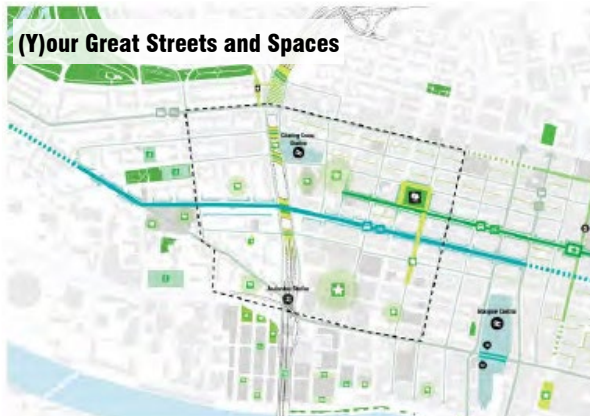 (Y)our Great Streets and Spaces
Charing Cross
Station
Anderston Station
Glasgow Central